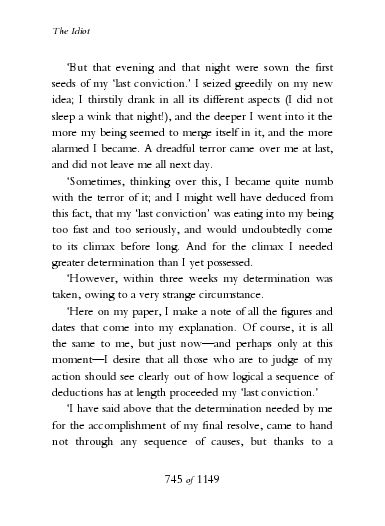 The Idiot
‘But that evening and that night were sown the first
seeds of my ‘last conviction.’ I seized greedily on my new
idea; I thirstily drank in all its different aspects (I did not
sleep a wink that night!), and the deeper I went into it the
more my being seemed to merge itself in it, and the more
alarmed I became. A dreadful terror came over me at last,
and did not leave me all next day.
‘Sometimes, thinking over this, I became quite numb
with the terror of it; and I might well have deduced from
this fact, that my ‘last conviction’ was eating into my being
too fast and too seriously, and would undoubtedly come
to its climax before long. And for the climax I needed
greater determination than I yet possessed.
‘However, within three weeks my determination was
taken, owing to a very strange circumstance.
‘Here on my paper, I make a note of all the figures and
dates that come into my explanation. Of course, it is all
the same to me, but just now—and perhaps only at this
moment—I desire that all those who are to judge of my
action should see clearly out of how logical a sequence of
deductions has at length proceeded my ‘last conviction.’
‘I have said above that the determination needed by me
for the accomplishment of my final resolve, came to hand
not through any sequence of causes, but thanks to a
745 of 1149